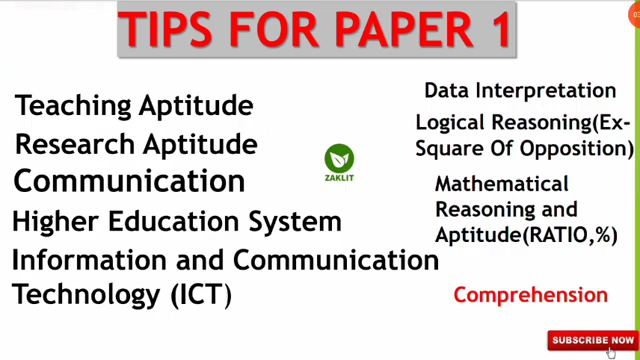 TIPS FOR PAPER 1
Teaching Aptitude
Research Aptitude
Communication
Higher Education System
Information and Communication
Technology (ICT)
ZAKLIT
Data Interpretation
Logical Reasoning(Ex-
Square Of Opposition)
Mathematical
Reasoning and
Aptitude(RATIO,%)
Comprehension
SUBSCRIBE NOW